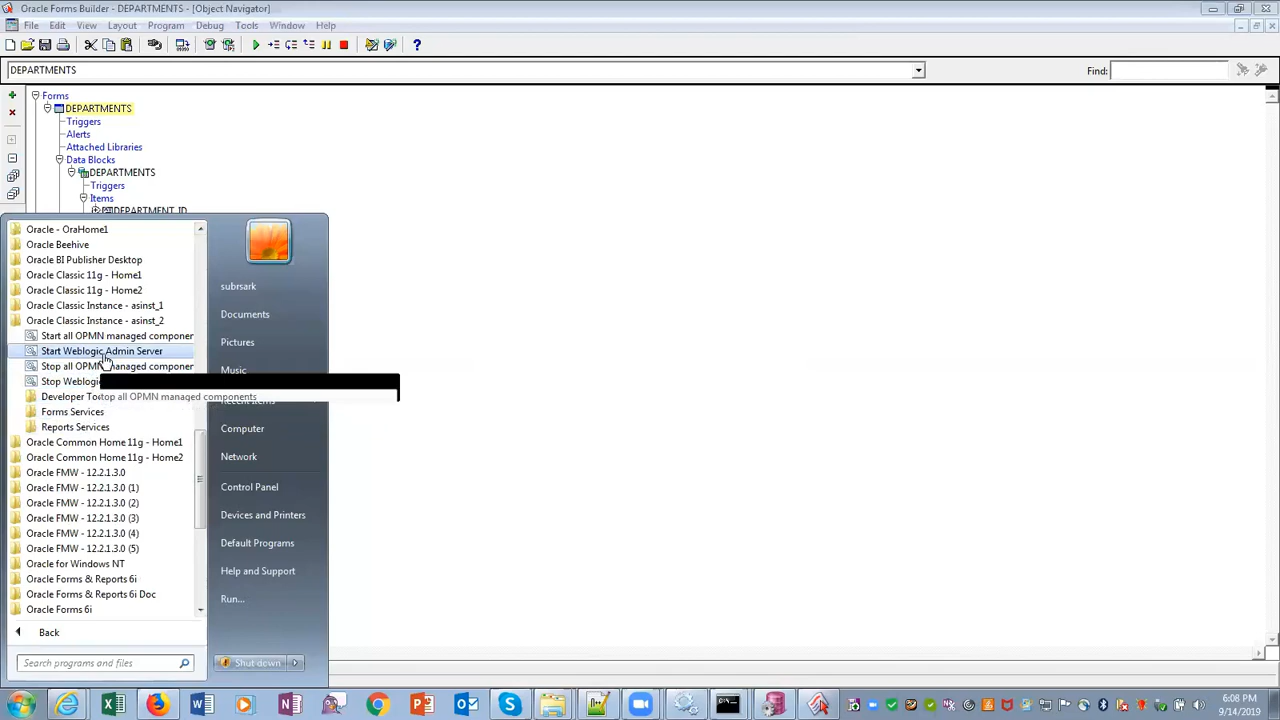 Oracle Forms Builder - DEPARTMENTS - [Object Navigator]
File Edit View Layout Program Debug Tools Window Help
DEPARTMENTS
Find:
Forms
DEPARTMENTS
Triggers
Alerts
Attached Libraries
Data Blocks
DEPARTMENTS
Triggers
Items
DEPARTMENT_ID
Oracle - OraHome1
Oracle Beehive
Oracle BI Publisher Desktop
Oracle Classic 11g - Home1
Oracle Classic 11g - Home2
Oracle Classic Instance - asinst_1
Oracle Classic Instance - asinst_2
Start all OPMN managed componer
Start Weblogic Admin Server
Stop all OPMN managed componer
Stop Weblogi
Developer To
top all OPMN managed components
Forms Services
Reports Services
Oracle Common Home 11g - Home1
Oracle Common Home 11g - Home2
Oracle FMW - 12.2.1.3.0
Oracle FMW - 12.2.1.3.0 (1)
Oracle FMW - 12.2.1.3.0 (2)
Oracle FMW - 12.2.1.3.0 (3)
Oracle FMW - 12.2.1.3.0 (4)
Oracle FMW - 12.2.1.3.0 (5)
Oracle for Windows NT
Oracle Forms & Reports 6i
Oracle Forms & Reports 6i Doc
Oracle Forms 6i
Back
Search programs and files
subrsark
Documents
Pictures
Music
Computer
Network
Control Panel
Devices and Printers
Default Programs
Help and Support
Run...
Shut down
6:08 PM
9/14/2019